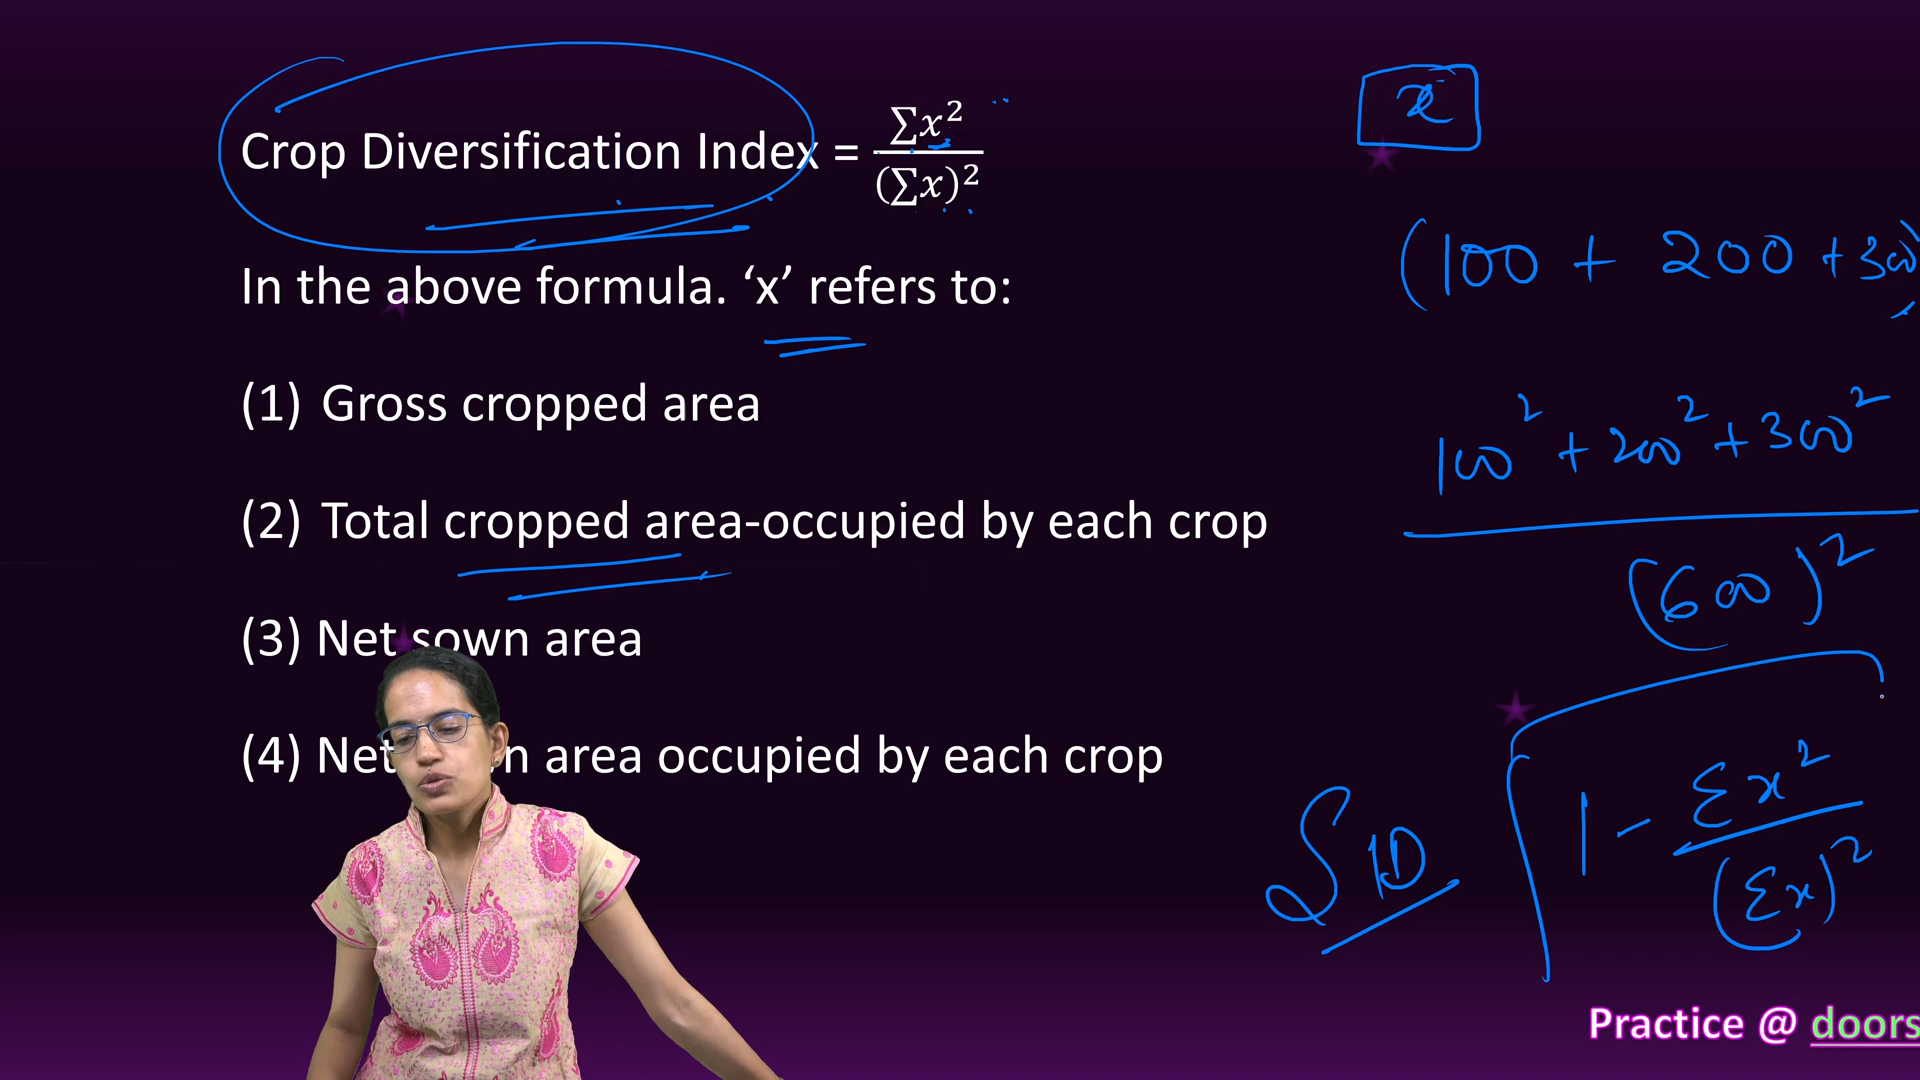 Crop Diversification Index = ∑x² / (∑x)²
x
(100 + 200 + 300)
In the above formula. ‘x’ refers to:
(1) Gross cropped area
100² + 200² + 300²
(2) Total cropped area-occupied by each crop
(600)²
(3) Net sown area
(4) Net n area occupied by each crop
SID 1 - Σx² / (Σx)²
Practice @ doors